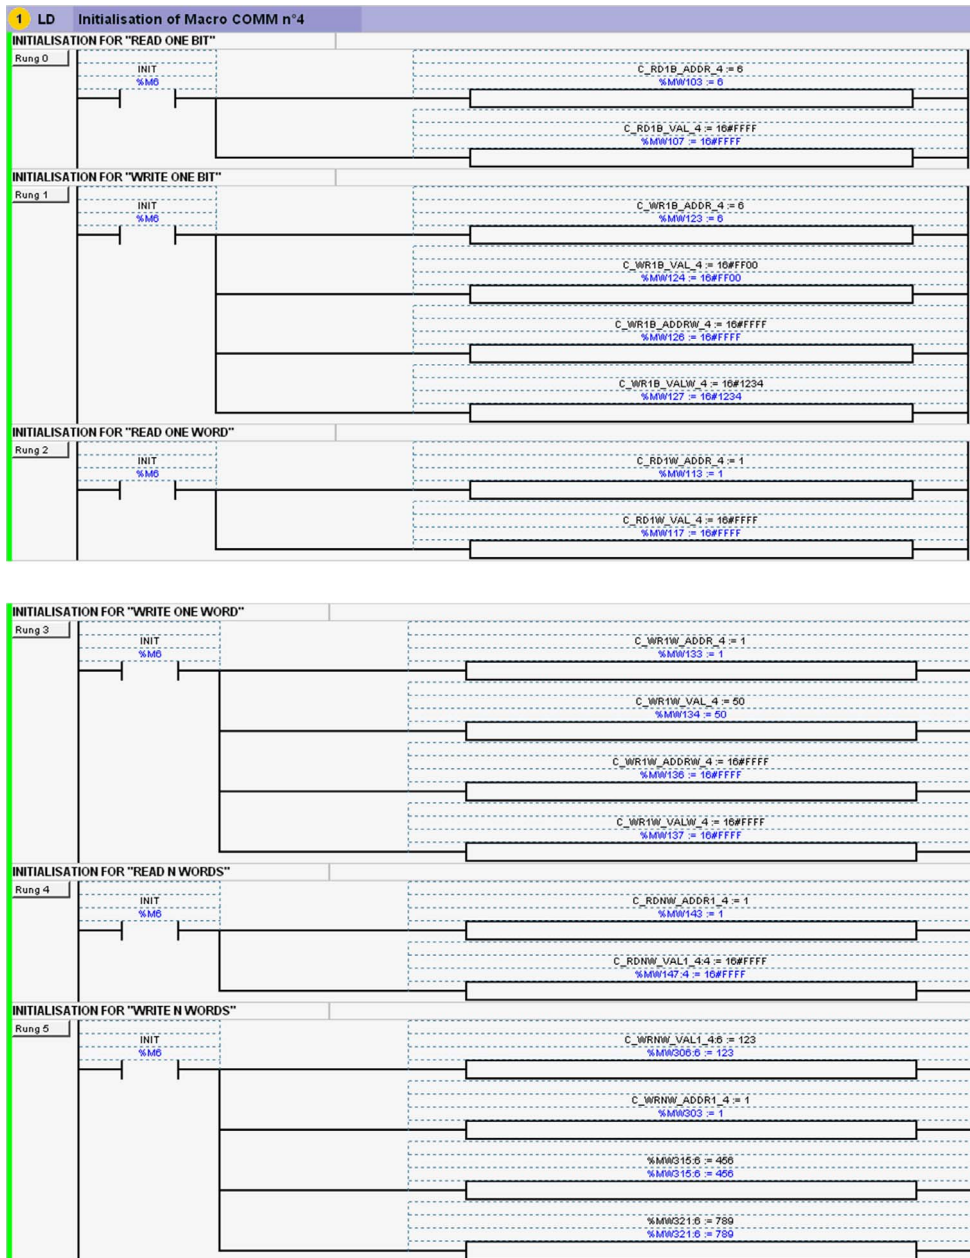 1 LD Initialisation of Macro COMM n°4
INITIALISATION FOR "READ ONE BIT"
Rung 0
INIT
%M6
C_RD1B_ADDR_4 := 6
%MW103 := 6
C_RD1B_VAL_4 := 16#FFFF
%MW107 := 16#FFFF
INITIALISATION FOR "WRITE ONE BIT"
Rung 1
INIT
%M6
C_WR1B_ADDR_4 := 6
%MW123 := 6
C_WR1B_VAL_4 := 16#FF00
%MW124 := 16#FF00
C_WR1B_ADDRW_4 := 16#FFFF
%MW126 := 16#FFFF
C_WR1B_VALW_4 := 16#1234
%MW127 := 16#1234
INITIALISATION FOR "READ ONE WORD"
Rung 2
INIT
%M6
C_RD1W_ADDR_4 := 1
%MW113 := 1
C_RD1W_VAL_4 := 16#FFFF
%MW117 := 16#FFFF
INITIALISATION FOR "WRITE ONE WORD"
Rung 3
INIT
%M6
C_WR1W_ADDR_4 := 1
%MW133 := 1
C_WR1W_VAL_4 := 50
%MW134 := 50
C_WR1W_ADDRW_4 := 16#FFFF
%MW136 := 16#FFFF
C_WR1W_VALW_4 := 16#FFFF
%MW137 := 16#FFFF
INITIALISATION FOR "READ N WORDS"
Rung 4
INIT
%M6
C_RDNW_ADDR1_4 := 1
%MW143 := 1
C_RDNW_VAL1_4:4 := 16#FFFF
%MW147:4 := 16#FFFF
INITIALISATION FOR "WRITE N WORDS"
Rung 5
INIT
%M6
C_WRNW_VAL1_4:6 := 123
%MW306:6 := 123
C_WRNW_ADDR1_4 := 1
%MW303 := 1
%MW315:6 := 456
%MW315:6 := 456
%MW321:6 := 789
%MW321:6 := 789